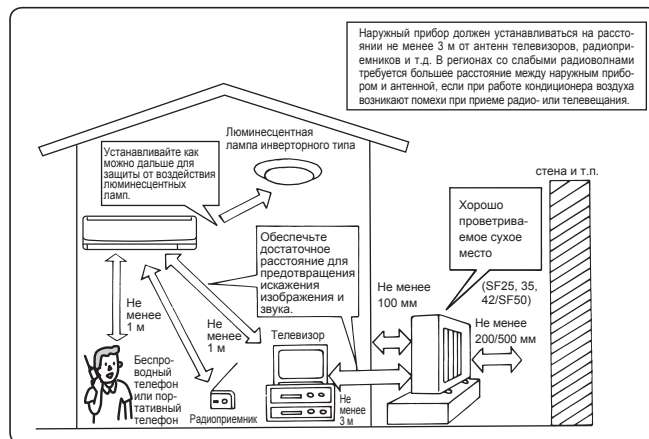 Наружный прибор должен устанавливаться на рассто-
янии не менее 3 м от антенн телевизоров, радиопри-
емников и т.д. В регионах со слабыми радиоволнами
требуется большее расстояние между наружным прибо-
ром и антенной, если при работе кондиционера воздуха
возникают помехи при приеме радио- или телевещания.
Люминесцентная
лампа инверторного типа
Устанавливайте как
можно дальше для
защиты от воздействия
люминесцентных
ламп.
стена и т.п.
Хорошо
проветрива-
емое сухое
место
Обеспечьте
достаточное
расстояние для
предотвращения
искажения
изображения и
звука.
Не менее
100 мм
(SF25, 35,
42/SF50)
Не менее
200/500 мм
Не
менее
1 м
Не
менее
1 м
Телевизор
Беспро-
водный
телефон
или пор-
тативный
телефон
Радиоприемник
Не
менее
3 м